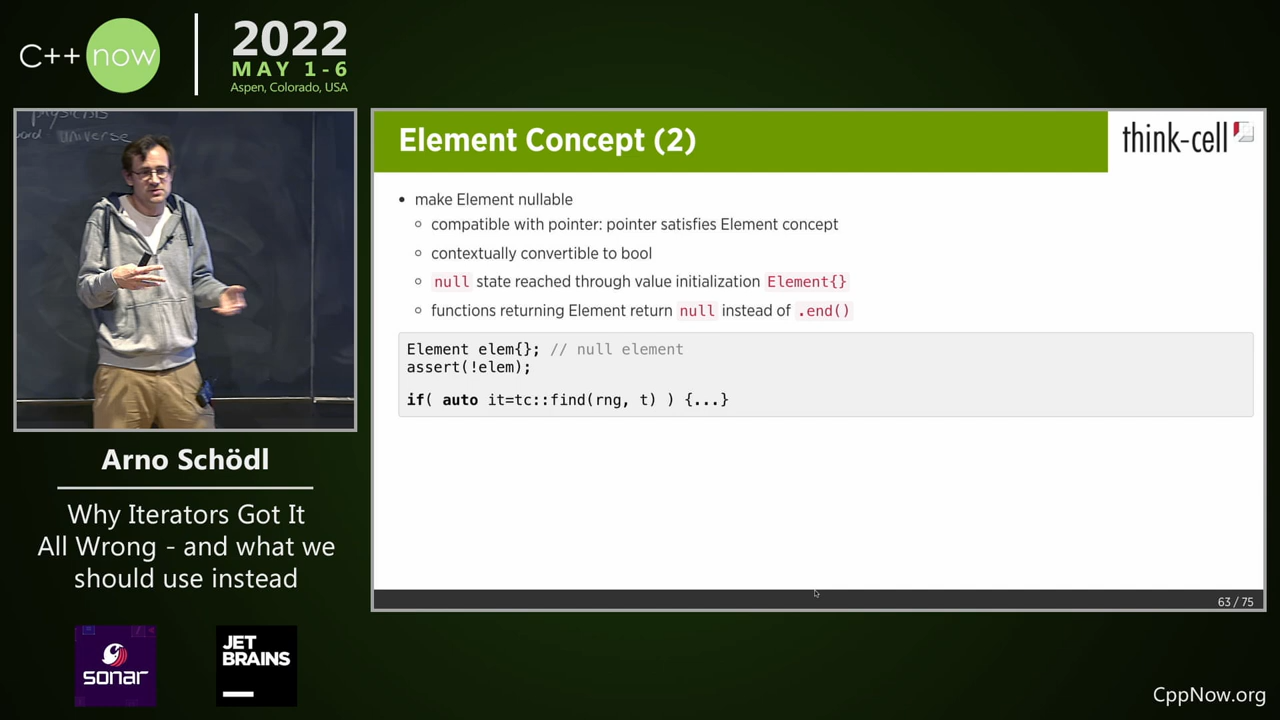 C++ now
2022
MAY 1-6
Aspen, Colorado, USA
physicists
word universe
Arno Schödl
Why Iterators Got It
All Wrong - and what we
should use instead
sonar
JET
BRAINS
Element Concept (2)
think-cell
• make Element nullable
◦ compatible with pointer: pointer satisfies Element concept
◦ contextually convertible to bool
◦ null state reached through value initialization Element{}
◦ functions returning Element return null instead of .end()
Element elem{}; // null element
assert(!elem);
if( auto it=tc::find(rng, t) ) {...}
63 / 75
CppNow.org